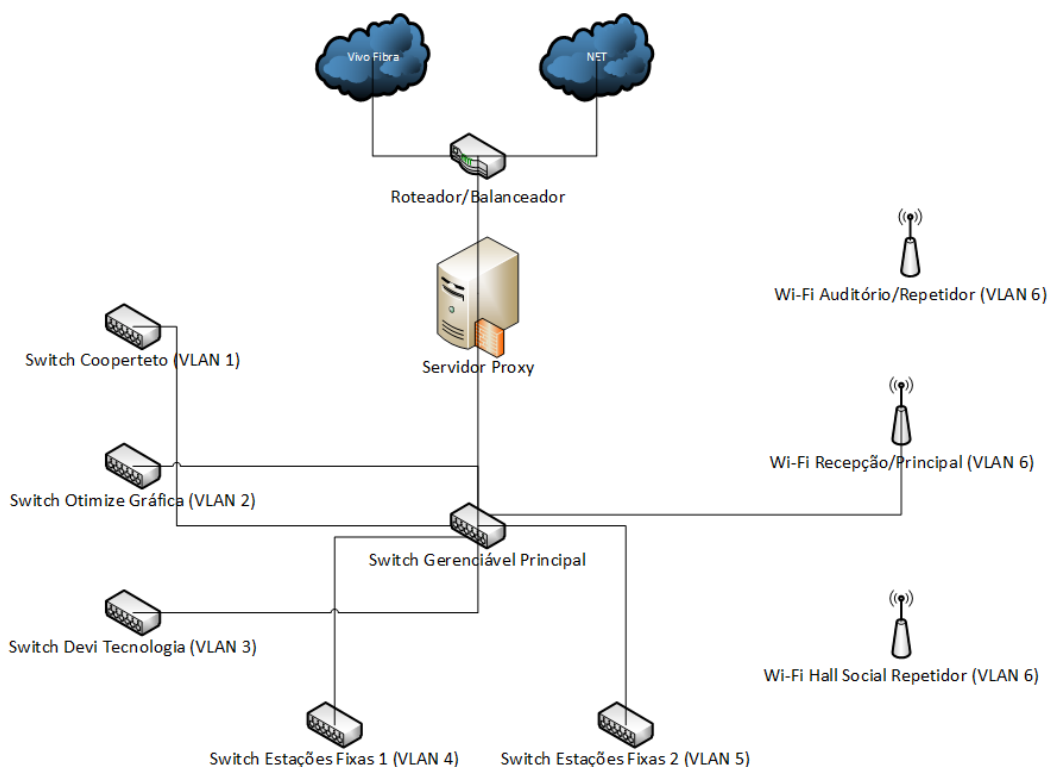 Vivo Fibra
NET
Roteador/Balanceador
Wi-Fi Auditório/Repetidor (VLAN 6)
Switch Cooperteto (VLAN 1)
Servidor Proxy
Wi-Fi Recepção/Principal (VLAN 6)
Switch Otimize Gráfica (VLAN 2)
Switch Gerenciável Principal
Switch Devi Tecnologia (VLAN 3)
Wi-Fi Hall Social Repetidor (VLAN 6)
Switch Estações Fixas 1 (VLAN 4)
Switch Estações Fixas 2 (VLAN 5)